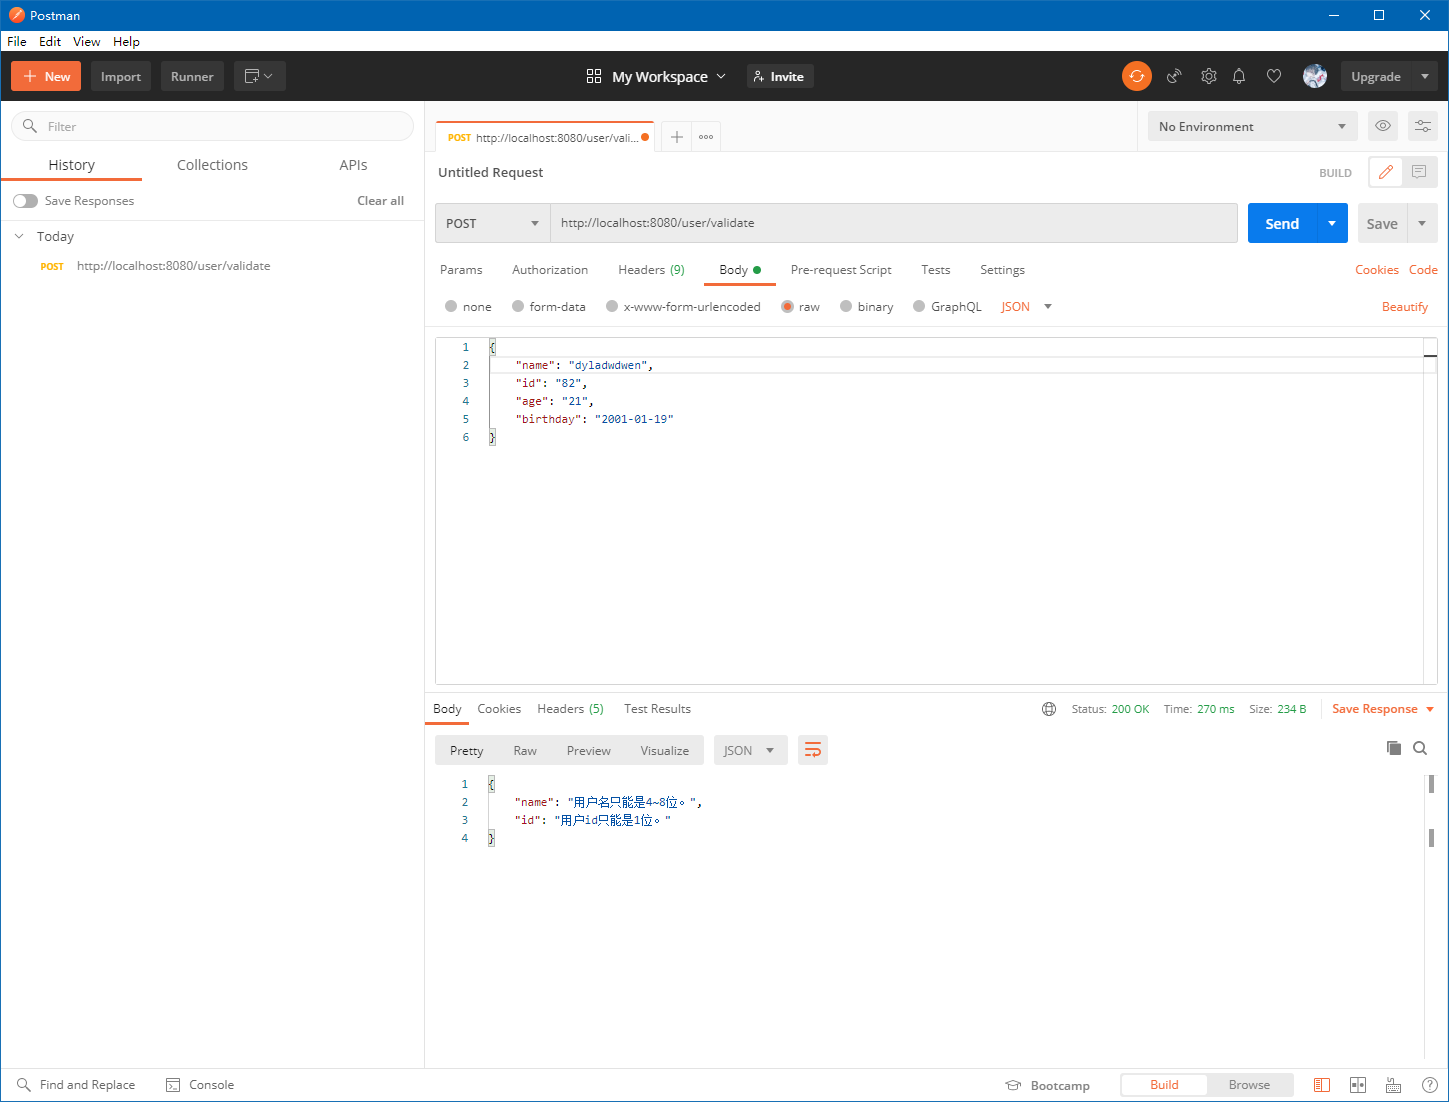 Postman
File Edit View Help
New Import Runner My Workspace Invite Upgrade
Filter
History Collections APIs
Save Responses Clear all
Today
POST http://localhost:8080/user/validate
POST http://localhost:8080/user/vali...
No Environment
Untitled Request BUILD
POST http://localhost:8080/user/validate Send Save
Params Authorization Headers (9) Body Pre-request Script Tests Settings Cookies Code
none form-data x-www-form-urlencoded raw binary GraphQL JSON Beautify
1 {
2 "name": "dyladwdwen",
3 "id": "82",
4 "age": "21",
5 "birthday": "2001-01-19"
6 }
Body Cookies Headers (5) Test Results Status: 200 OK Time: 270 ms Size: 234 B Save Response
Pretty Raw Preview Visualize JSON
1 {
2 "name": "用户名只能是4~8位。",
3 "id": "用户id只能是1位。"
4 }
Find and Replace Console Bootcamp Build Browse